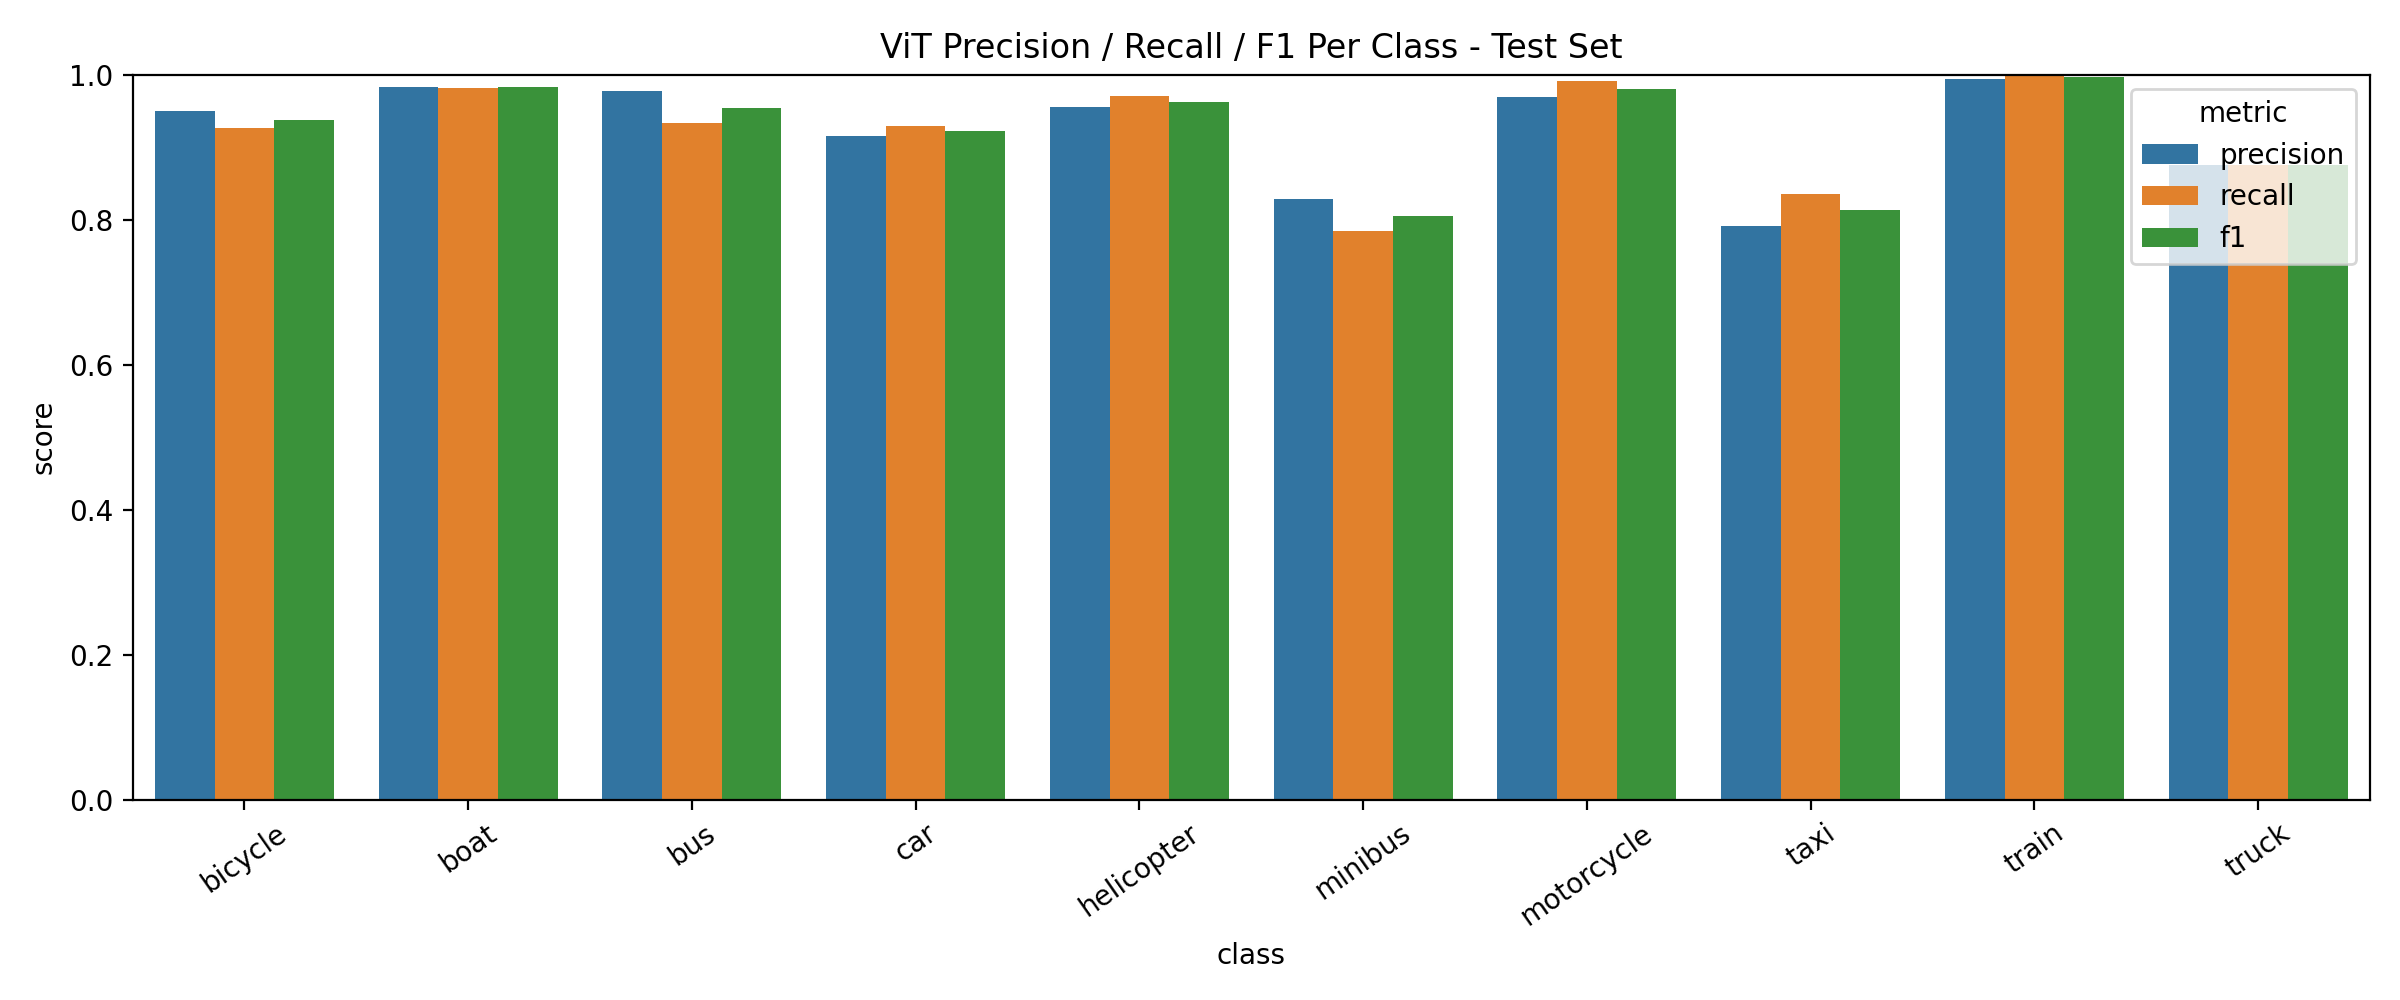 ViT Precision / Recall / F1 Per Class - Test Set
1.0
0.8
0.6
0.4
0.2
0.0
score
metric
precision
recall
f1
bicycle
boat
bus
car
helicopter
minibus
motorcycle
taxi
train
truck
class